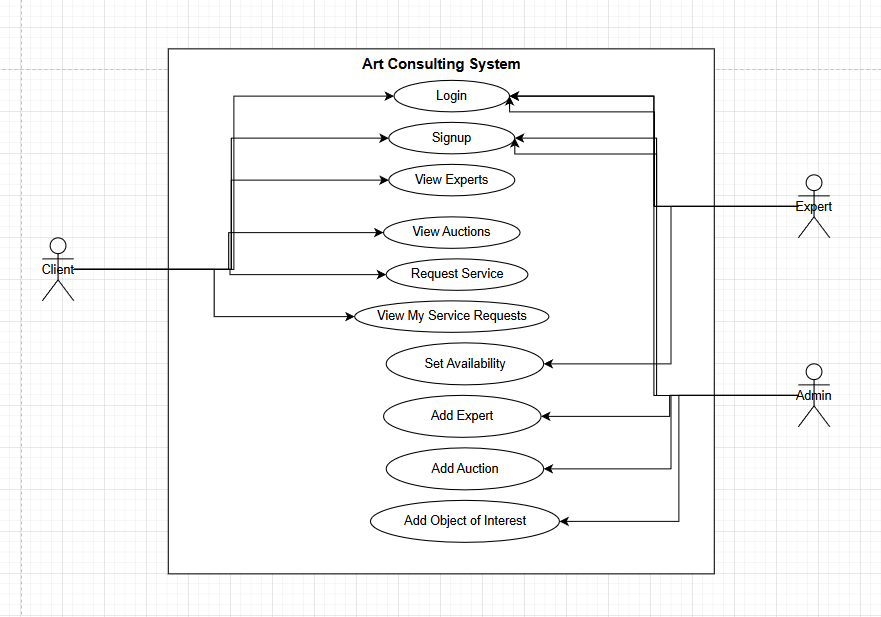 Art Consulting System
Login
Signup
View Experts
Expert
View Auctions
Client
Request Service
View My Service Requests
Set Availability
Admin
Add Expert
Add Auction
Add Object of Interest